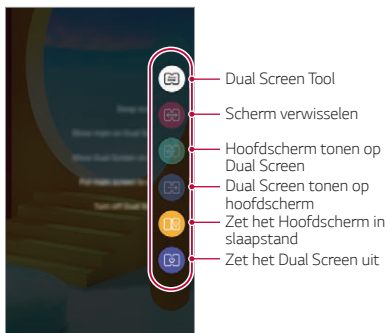 Dual Screen Tool
Scherm verwisselen
Hoofdscherm tonen op
Dual Screen
Dual Screen tonen op
hoofdscherm
Zet het Hoofdscherm in
slaapstand
Zet het Dual Screen uit